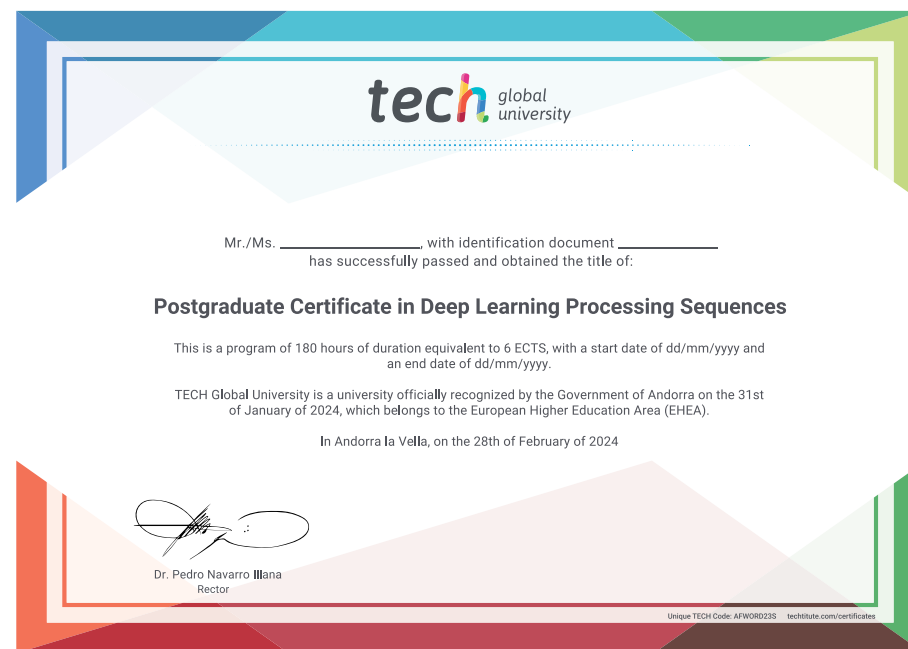 tech global
university
Mr./Ms. ____________________, with identification document ______________
has successfully passed and obtained the title of:
Postgraduate Certificate in Deep Learning Processing Sequences
This is a program of 180 hours of duration equivalent to 6 ECTS, with a start date of dd/mm/yyyy and
an end date of dd/mm/yyyy.
TECH Global University is a university officially recognized by the Government of Andorra on the 31st
of January of 2024, which belongs to the European Higher Education Area (EHEA).
In Andorra la Vella, on the 28th of February of 2024
Dr. Pedro Navarro Illana
Rector
Unique TECH Code: AFWORD23S techtitute.com/certificates